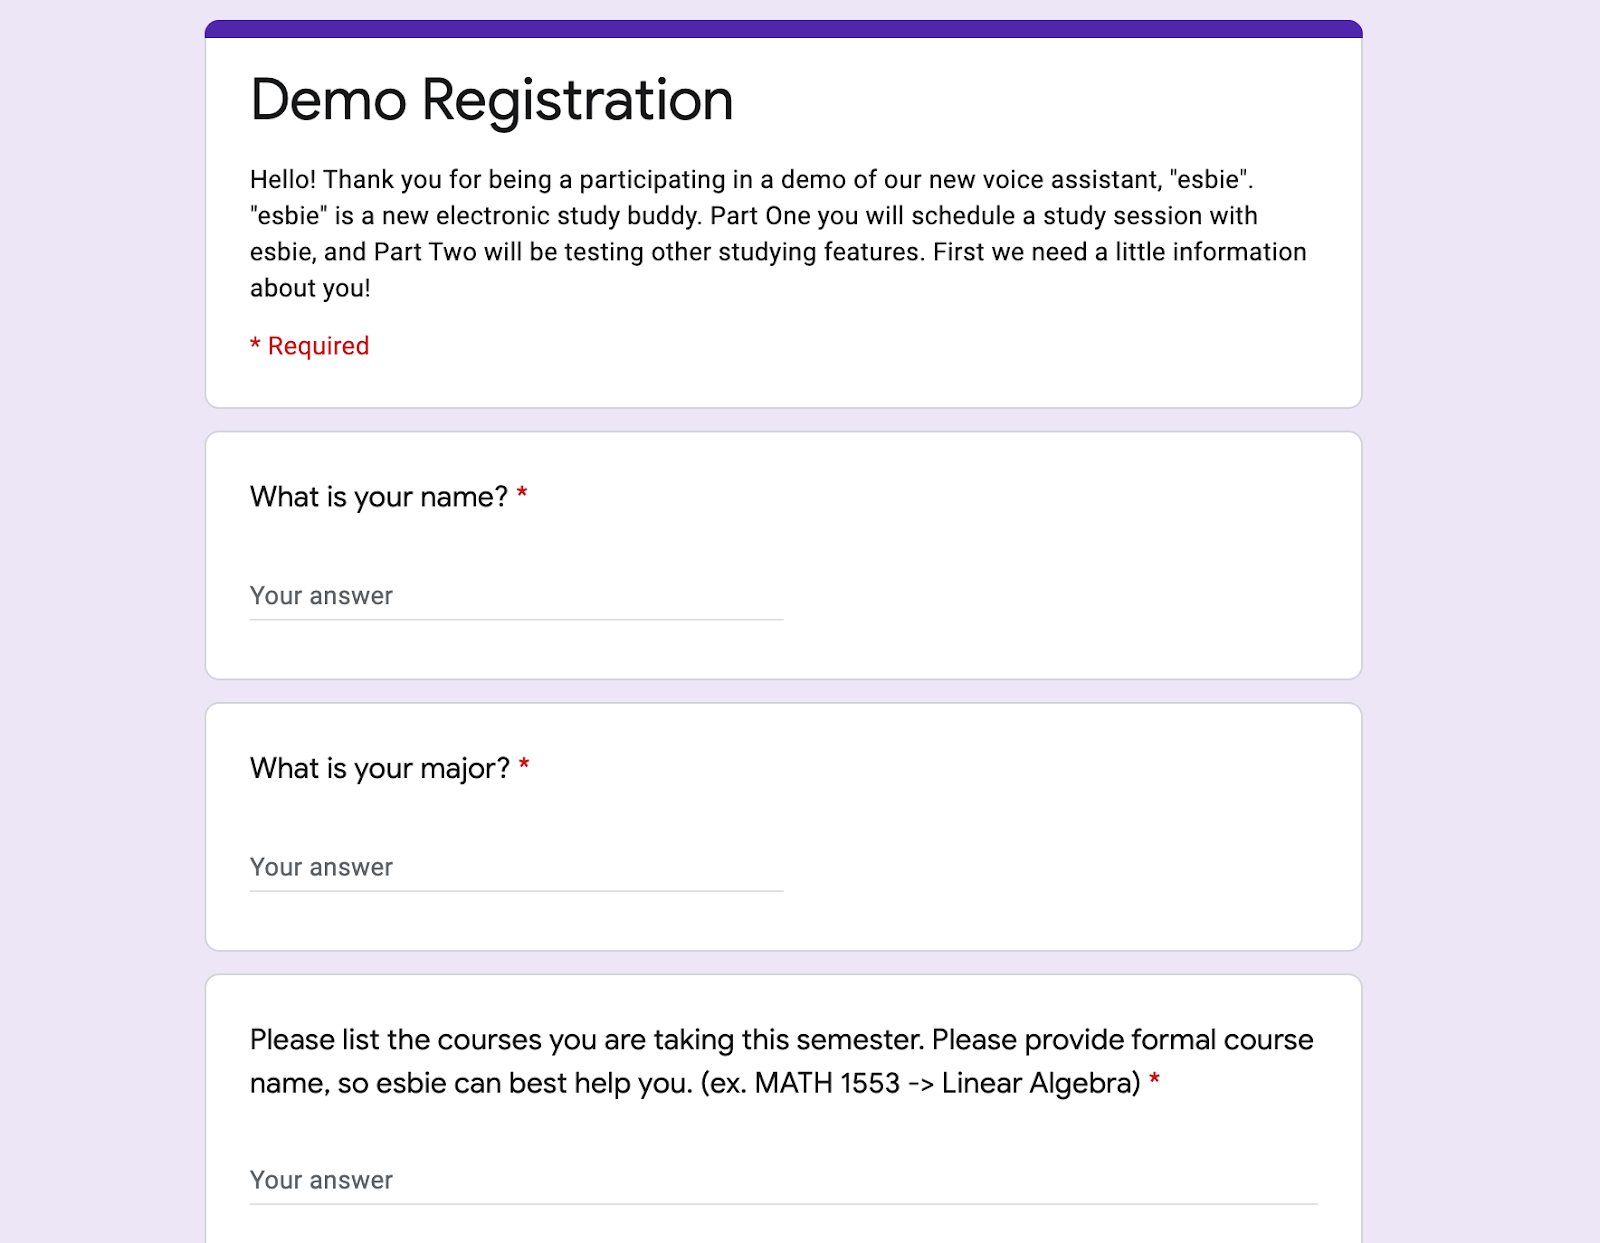 Demo Registration
Hello! Thank you for being a participating in a demo of our new voice assistant, "esbie".
"esbie" is a new electronic study buddy. Part One you will schedule a study session with
esbie, and Part Two will be testing other studying features. First we need a little information
about you!
* Required
What is your name? *
Your answer
What is your major? *
Your answer
Please list the courses you are taking this semester. Please provide formal course
name, so esbie can best help you. (ex. MATH 1553 -> Linear Algebra) *
Your answer